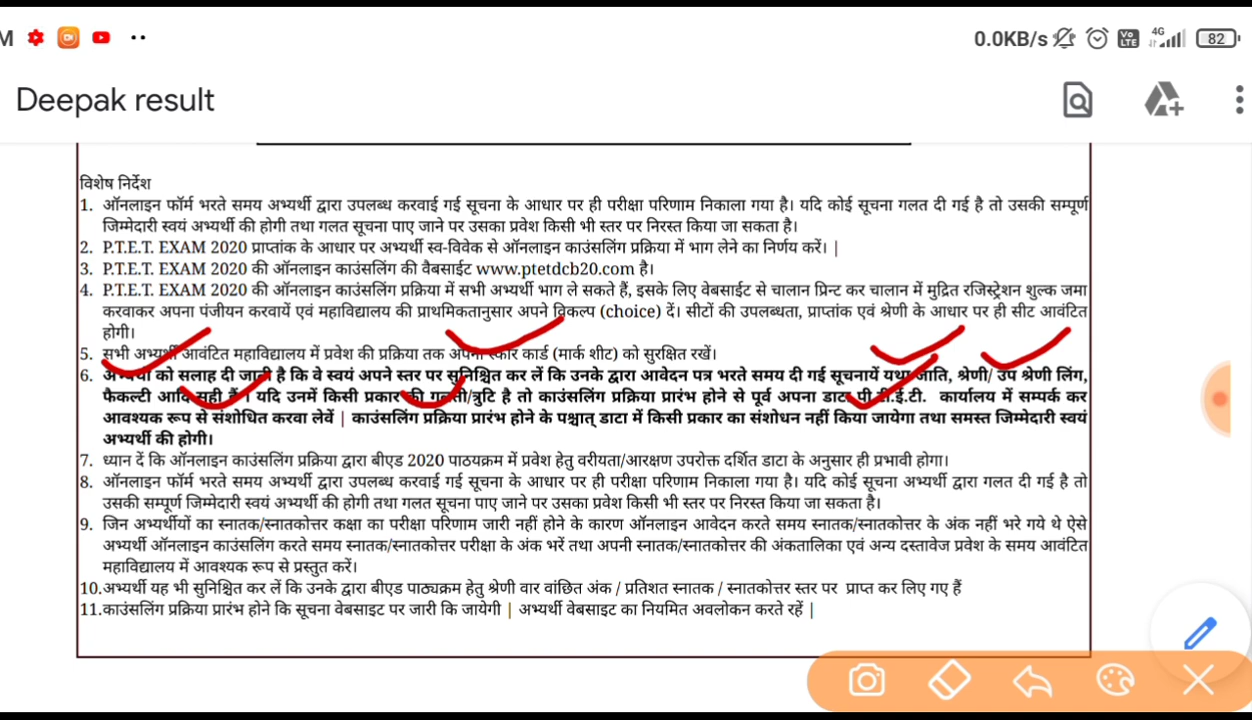 M
0.0KB/s Vo LTE 4G 82
Deepak result
विशेष निर्देश
1. ऑनलाइन फॉर्म भरते समय अभ्यर्थी द्वारा उपलब्ध करवाई गई सूचना के आधार पर ही परीक्षा परिणाम निकाला गया है। यदि कोई सूचना गलत दी गई है तो उसकी सम्पूर्ण
जिम्मेदारी स्वयं अभ्यर्थी की होगी तथा गलत सूचना पाए जाने पर उसका प्रवेश किसी भी स्तर पर निरस्त किया जा सकता है।
2. P.T.E.T. EXAM 2020 प्राप्तांक के आधार पर अभ्यर्थी स्व-विवेक से ऑनलाइन काउंसलिंग प्रक्रिया में भाग लेने का निर्णय करें। |
3. P.T.E.T. EXAM 2020 की ऑनलाइन काउंसलिंग की वैबसाईट www.ptetdcb20.com है।
4. P.T.E.T. EXAM 2020 की ऑनलाइन काउंसलिंग प्रक्रिया में सभी अभ्यर्थी भाग ले सकते हैं, इसके लिए वेबसाईट से चालान प्रिन्ट कर चालान में मुद्रित रजिस्ट्रेशन शुल्क जमा
करवाकर अपना पंजीयन करवायें एवं महाविद्यालय की प्राथमिकतानुसार अपने विकल्प (choice) दें। सीटों की उपलब्धता, प्राप्तांक एवं श्रेणी के आधार पर ही सीट आवंटित
होगी।
5. सभी अभ्यर्थी आवंटित महाविद्यालय में प्रवेश की प्रक्रिया तक अपना स्कोर कार्ड (मार्क शीट) को सुरक्षित रखें।
6. को सलाह दी जाती है कि वे स्वयं अपने स्तर पर सुनिश्चित कर लें कि उनके द्वारा आवेदन पत्र भरते समय दी गई सूचनायें यथा जाति, श्रेणी/ उप श्रेणी लिंग,
फैकल्टी आदि सही हैं। यदि उनमें किसी प्रकार की गलती/त्रुटि है तो काउंसलिंग प्रक्रिया प्रारंभ होने से पूर्व अपना डाटा पी.टी.ई.टी. कार्यालय में सम्पर्क कर
आवश्यक रूप से संशोधित करवा लेवें | काउंसलिंग प्रक्रिया प्रारंभ होने के पश्चात् डाटा में किसी प्रकार का संशोधन नहीं किया जायेगा तथा समस्त जिम्मेदारी स्वयं
अभ्यर्थी की होगी।
7. ध्यान दें कि ऑनलाइन काउंसलिंग प्रक्रिया द्वारा बीएड 2020 पाठयक्रम में प्रवेश हेतु वरीयता/आरक्षण उपरोक्त दर्शित डाटा के अनुसार ही प्रभावी होगा।
8. ऑनलाइन फॉर्म भरते समय अभ्यर्थी द्वारा उपलब्ध करवाई गई सूचना के आधार पर ही परीक्षा परिणाम निकाला गया है। यदि कोई सूचना अभ्यर्थी द्वारा गलत दी गई है तो
उसकी सम्पूर्ण जिम्मेदारी स्वयं अभ्यर्थी की होगी तथा गलत सूचना पाए जाने पर उसका प्रवेश किसी भी स्तर पर निरस्त किया जा सकता है।
9. जिन अभ्यर्थीयों का स्नातक/स्नातकोत्तर कक्षा का परीक्षा परिणाम जारी नहीं होने के कारण ऑनलाइन आवेदन करते समय स्नातक/स्नातकोत्तर के अंक नहीं भरे गये थे ऐसे
अभ्यर्थी ऑनलाइन काउंसलिंग करते समय स्नातक/स्नातकोत्तर परीक्षा के अंक भरें तथा अपनी स्नातक/स्नातकोत्तर की अंकतालिका एवं अन्य दस्तावेज प्रवेश के समय आवंटित
महाविद्यालय में आवश्यक रूप से प्रस्तुत करें।
10.अभ्यर्थी यह भी सुनिश्चित कर लें कि उनके द्वारा बीएड पाठ्यक्रम हेतु श्रेणी वार वांछित अंक / प्रतिशत स्नातक / स्नातकोत्तर स्तर पर प्राप्त कर लिए गए हैं
11.काउंसलिंग प्रक्रिया प्रारंभ होने कि सूचना वेबसाइट पर जारी कि जायेगी | अभ्यर्थी वेबसाइट का नियमित अवलोकन करते रहें |